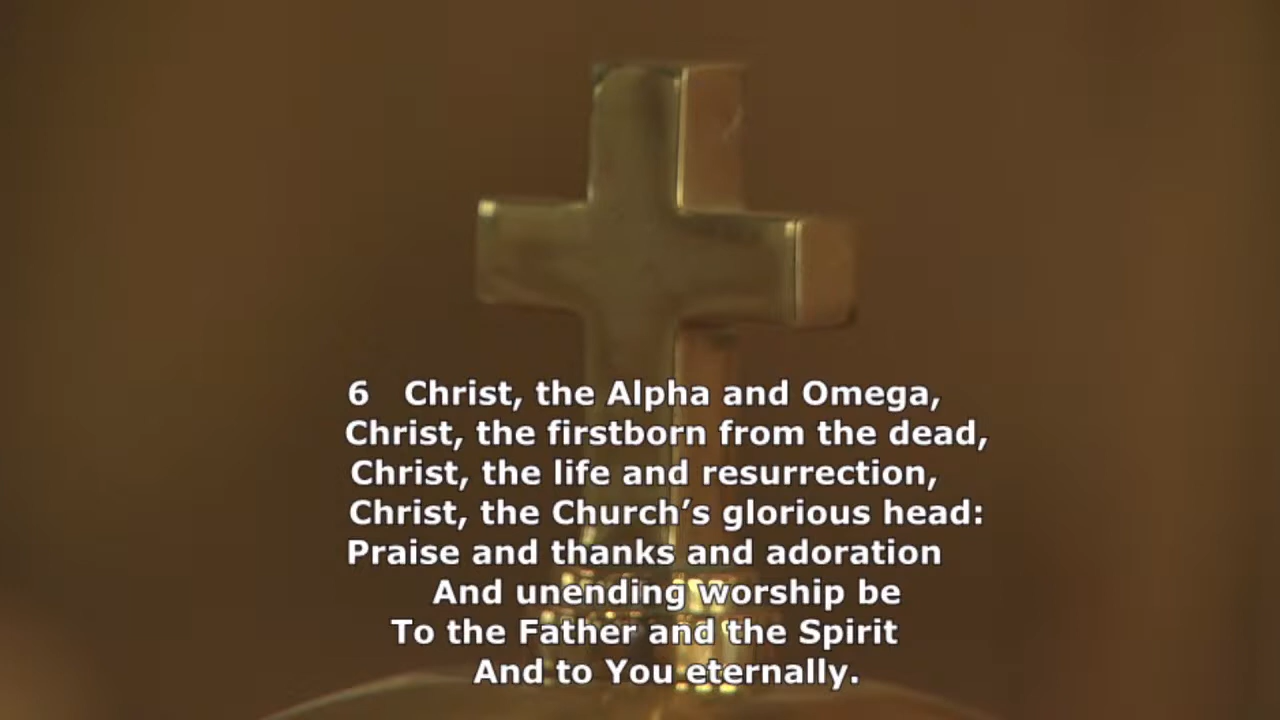 6 Christ, the Alpha and Omega,
Christ, the firstborn from the dead,
Christ, the life and resurrection,
Christ, the Church’s glorious head:
Praise and thanks and adoration
And unending worship be
To the Father and the Spirit
And to You eternally.